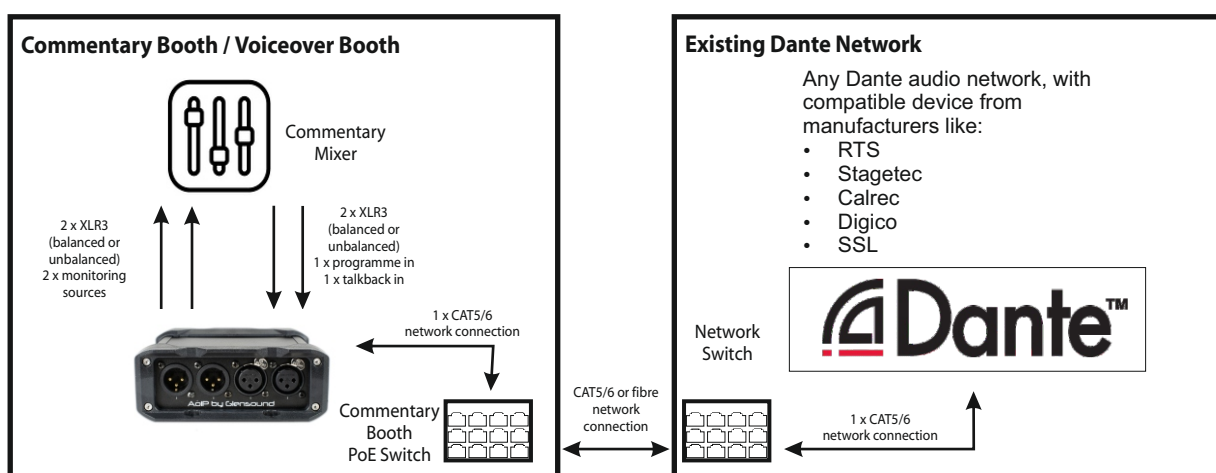 Commentary Booth / Voiceover Booth
Commentary
Mixer
2 x XLR3
(balanced or
unbalanced)
2 x monitoring
sources
2 x XLR3
(balanced or
unbalanced)
1 x programme in
1 x talkback in
1 x CAT5/6
network connection
AoIP by Glensound
Commentary
Booth
PoE Switch
CAT5/6 or fibre
network
connection
Existing Dante Network
Any Dante audio network, with
compatible device from
manufacturers like:
• RTS
• Stagetec
• Calrec
• Digico
• SSL
Dante™
Network
Switch
1 x CAT5/6
network connection